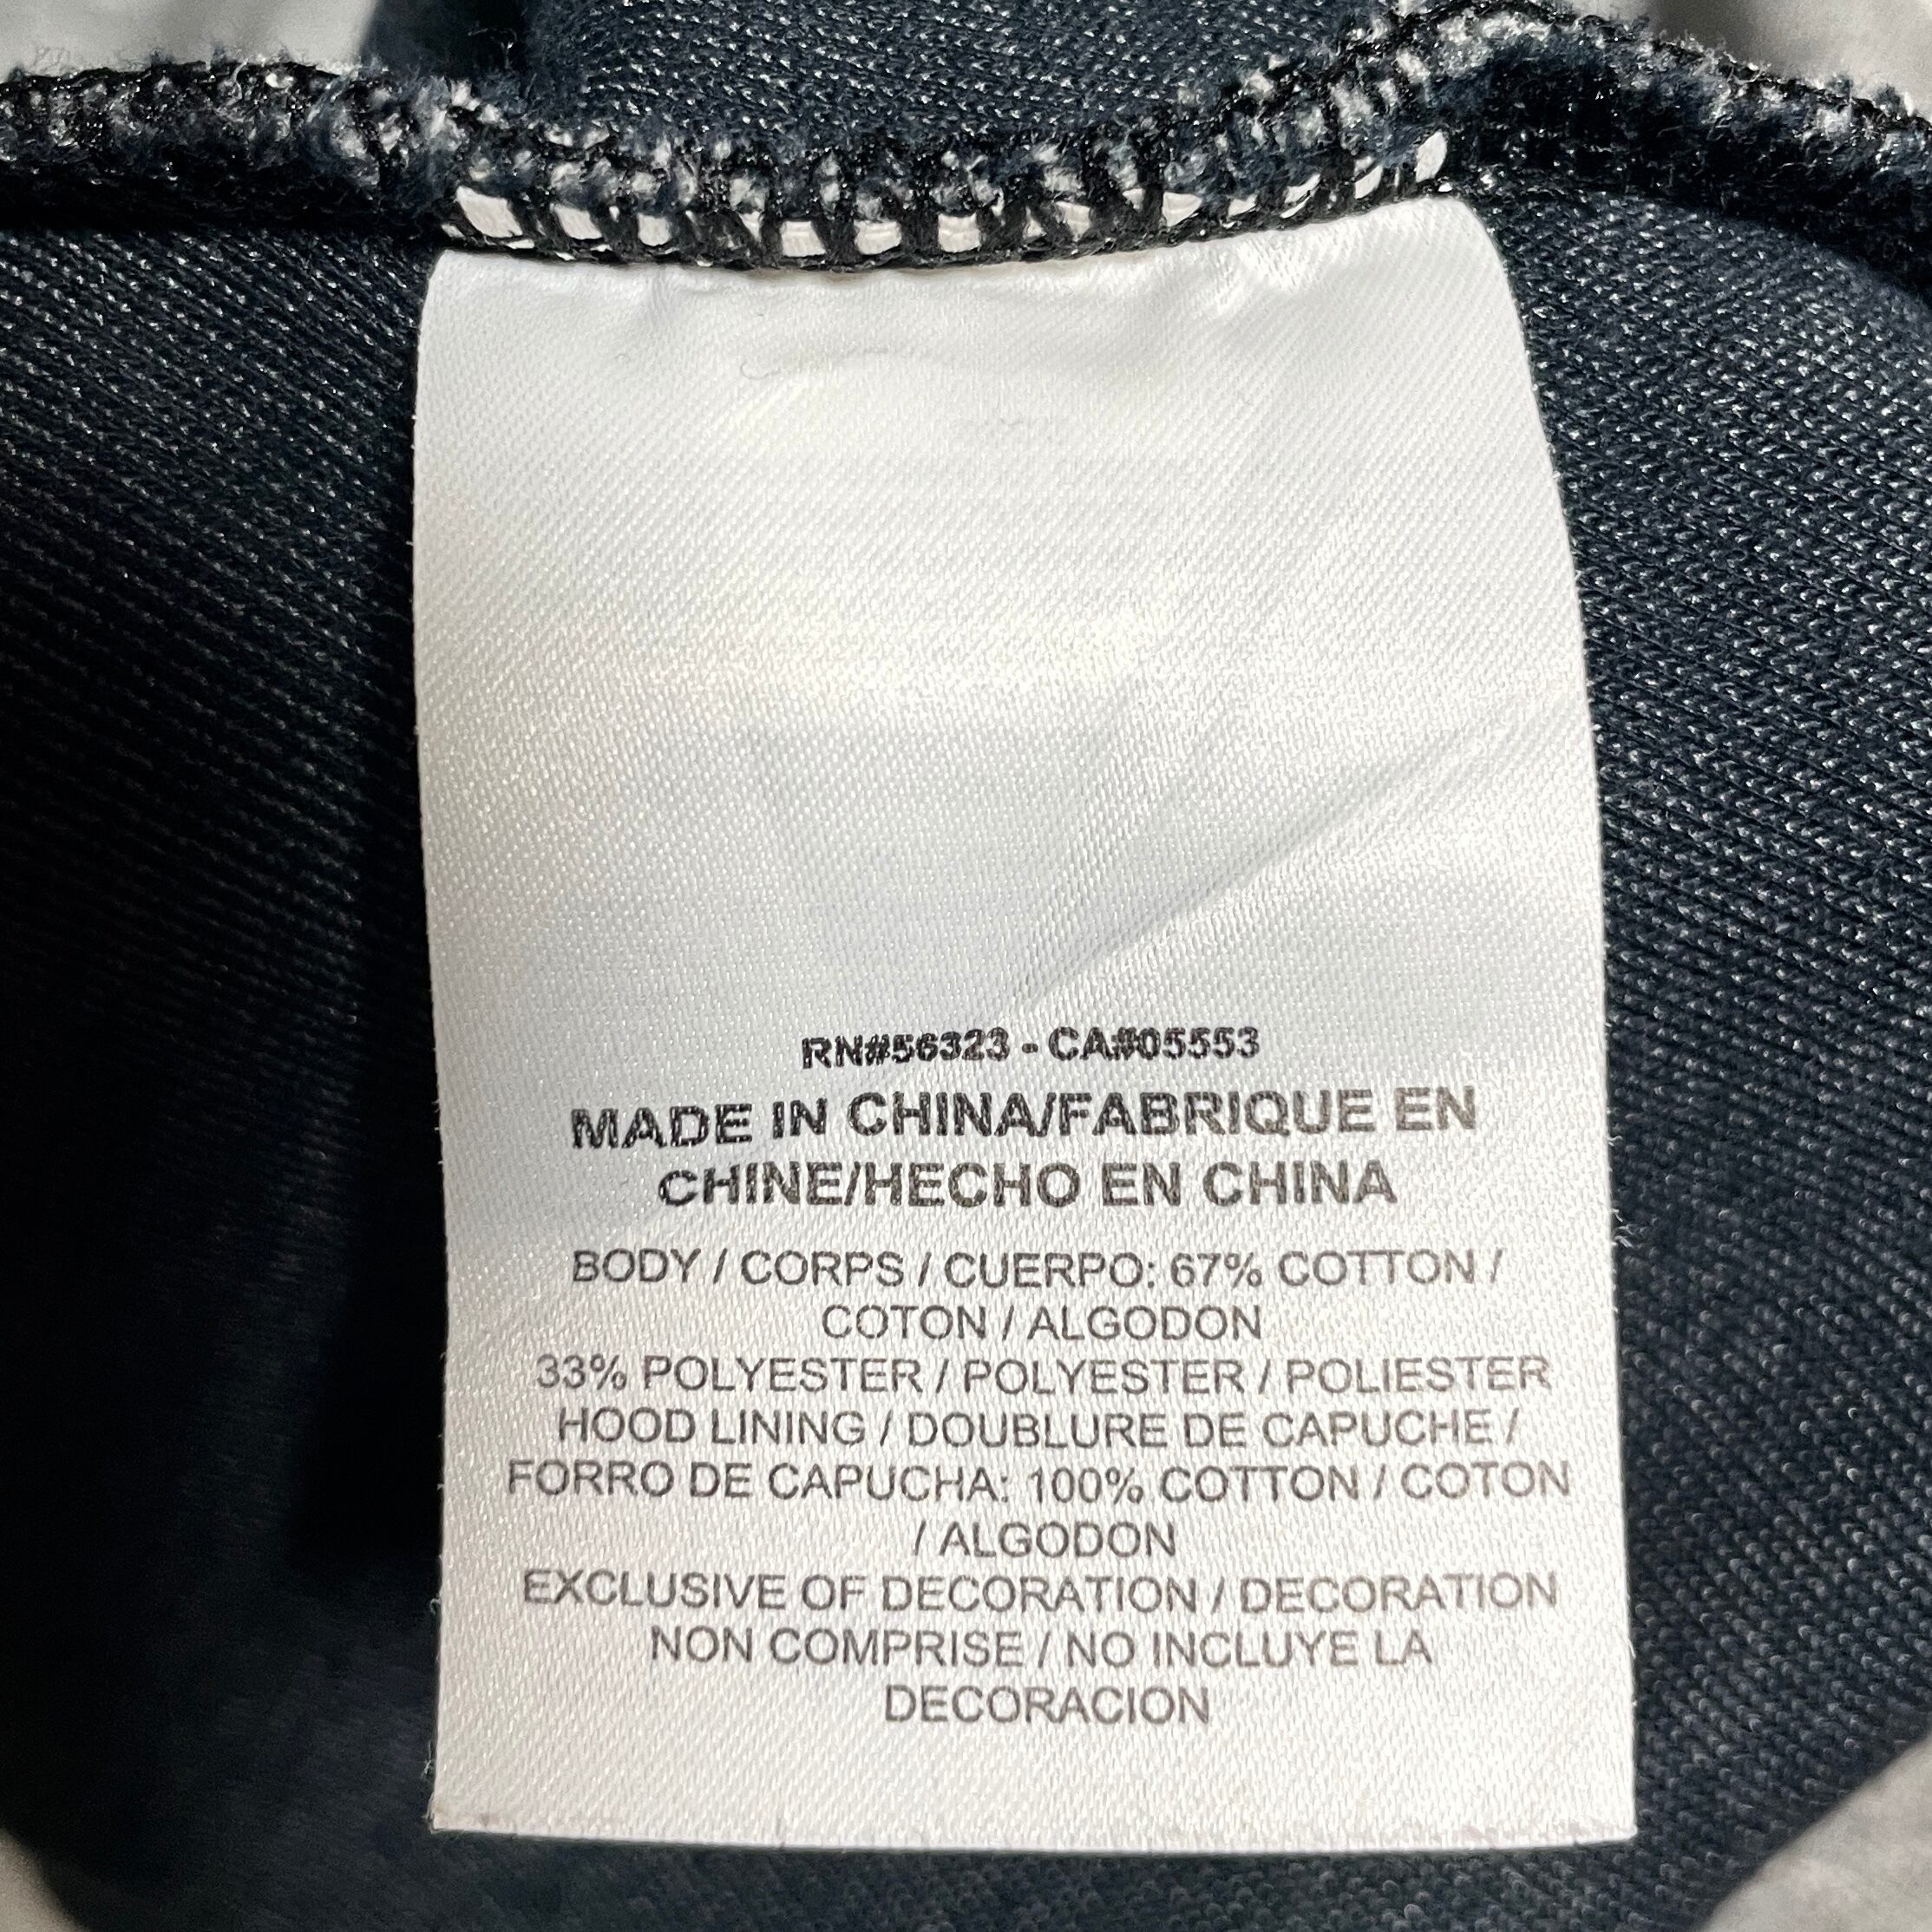 RN#56323 - CA#05553
MADE IN CHINA/FABRIQUE EN
CHINE/HECHO EN CHINA
BODY / CORPS / CUERPO: 67% COTTON /
COTON / ALGODON
33% POLYESTER / POLYESTER / POLIESTER
HOOD LINING / DOUBLURE DE CAPUCHE /
FORRO DE CAPUCHA: 100% COTTON / COTON
/ ALGODON
EXCLUSIVE OF DECORATION / DECORATION
NON COMPRISE / NO INCLUYE LA
DECORACION